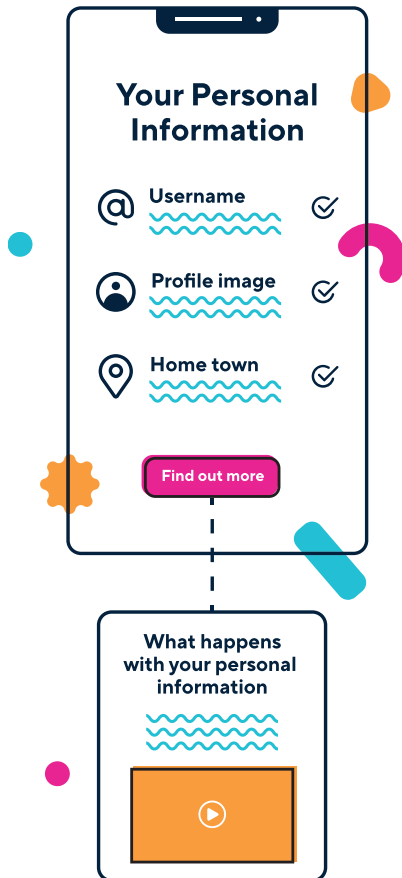 Your Personal
Information
Username
Profile image
Home town
Find out more
What happens
with your personal
information